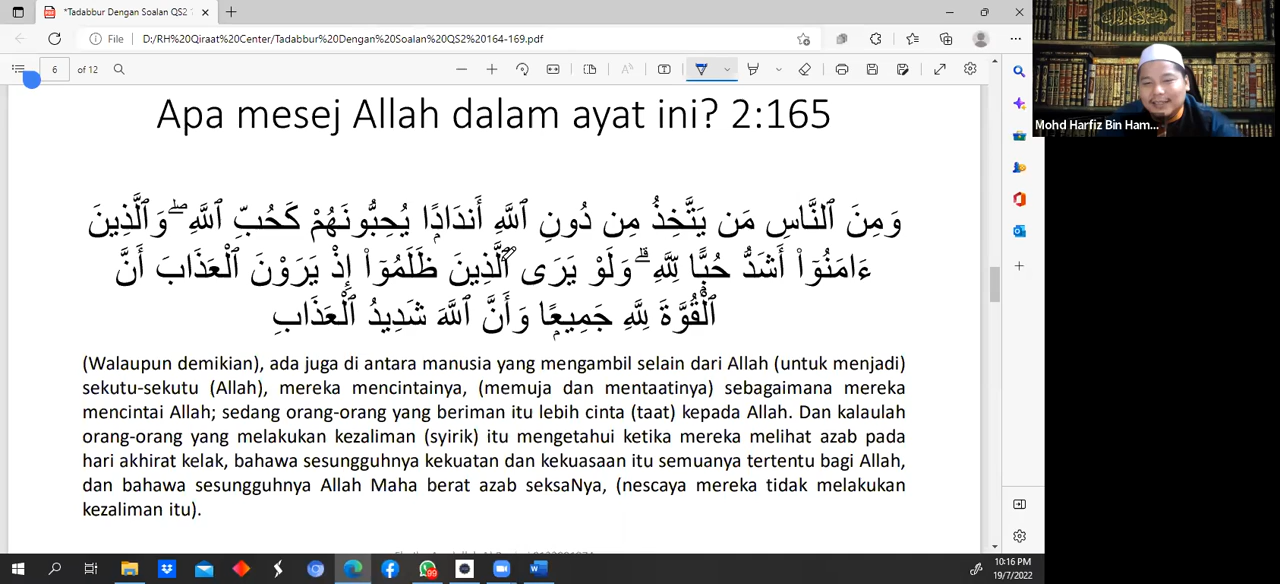 *Tadabbur Dengan Soalan QS2
File
D:/RH%20Qiraat%20Center/Tadabbur%20Dengan%20Soalan%20QS2%20164-169.pdf
6 of 12
Mohd Harfiz Bin Ham...
Apa mesej Allah dalam ayat ini? 2:165
وَمِنَ ٱلنَّاسِ مَن يَتَّخِذُ مِن دُونِ ٱللَّهِ أَندَادًۭا يُحِبُّونَهُمْ كَحُبِّ ٱللَّهِ ۖ وَٱلَّذِينَ
ءَامَنُوٓا۟ أَشَدُّ حُبًّۭا لِّلَّهِ ۗ وَلَوْ يَرَى ٱلَّذِينَ ظَلَمُوٓا۟ إِذْ يَرَوْنَ ٱلْعَذَابَ أَنَّ
ٱلْقُوَّةَ لِلَّهِ جَمِيعًۭا وَأَنَّ ٱللَّهَ شَدِيدُ ٱلْعَذَابِ
(Walaupun demikian), ada juga di antara manusia yang mengambil selain dari Allah (untuk menjadi)
sekutu-sekutu (Allah), mereka mencintainya, (memuja dan mentaatinya) sebagaimana mereka
mencintai Allah; sedang orang-orang yang beriman itu lebih cinta (taat) kepada Allah. Dan kalaulah
orang-orang yang melakukan kezaliman (syirik) itu mengetahui ketika mereka melihat azab pada
hari akhirat kelak, bahawa sesungguhnya kekuatan dan kekuasaan itu semuanya tertentu bagi Allah,
dan bahawa sesungguhnya Allah Maha berat azab seksaNya, (nescaya mereka tidak melakukan
kezaliman itu).
99
10:16 PM
19/7/2022